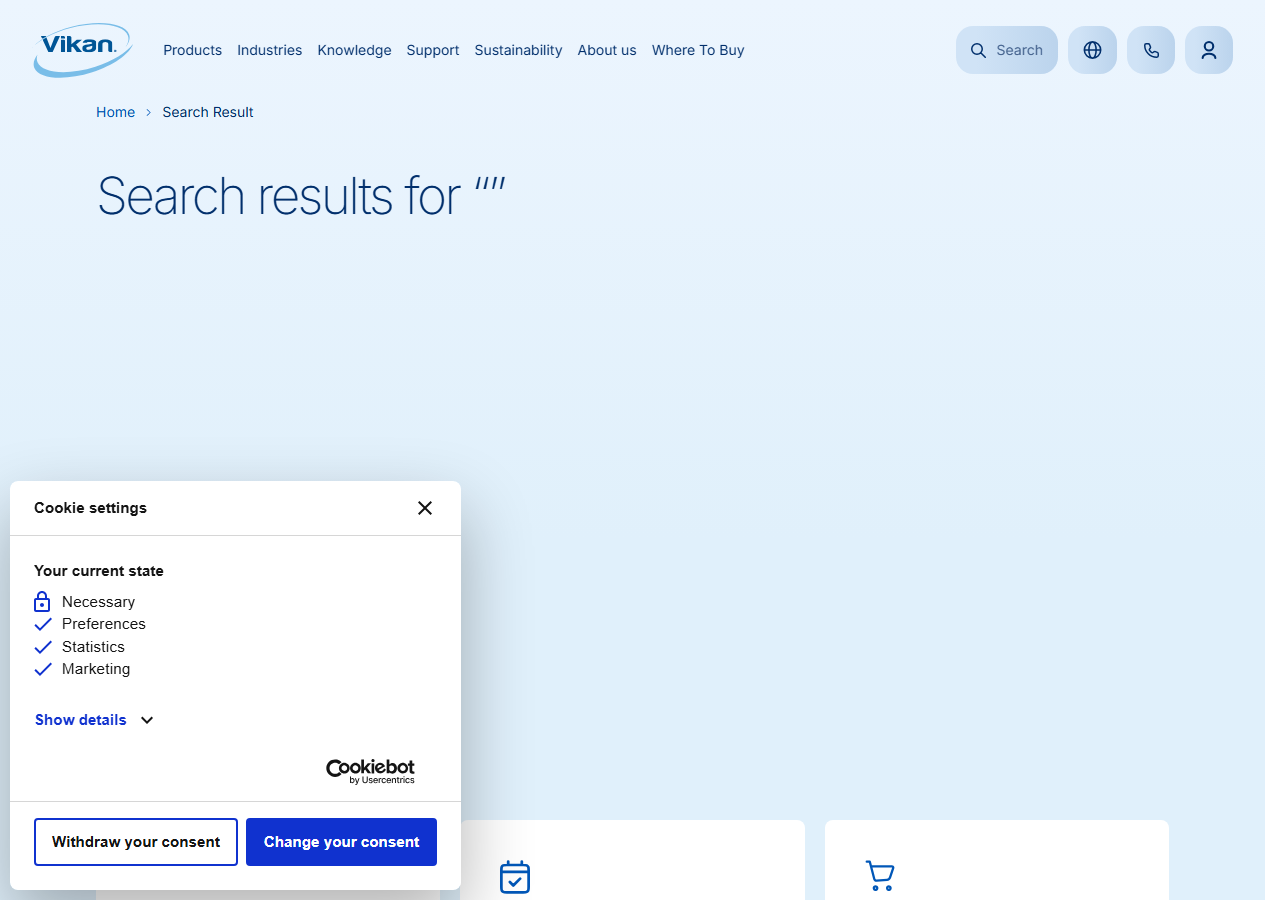 Vikan.
Products Industries Knowledge Support Sustainability About us Where To Buy
Search
Home > Search Result
Search results for “”
Cookie settings
Your current state
Necessary
Preferences
Statistics
Marketing
Show details
Cookiebot
by Usercentrics
Withdraw your consent
Change your consent